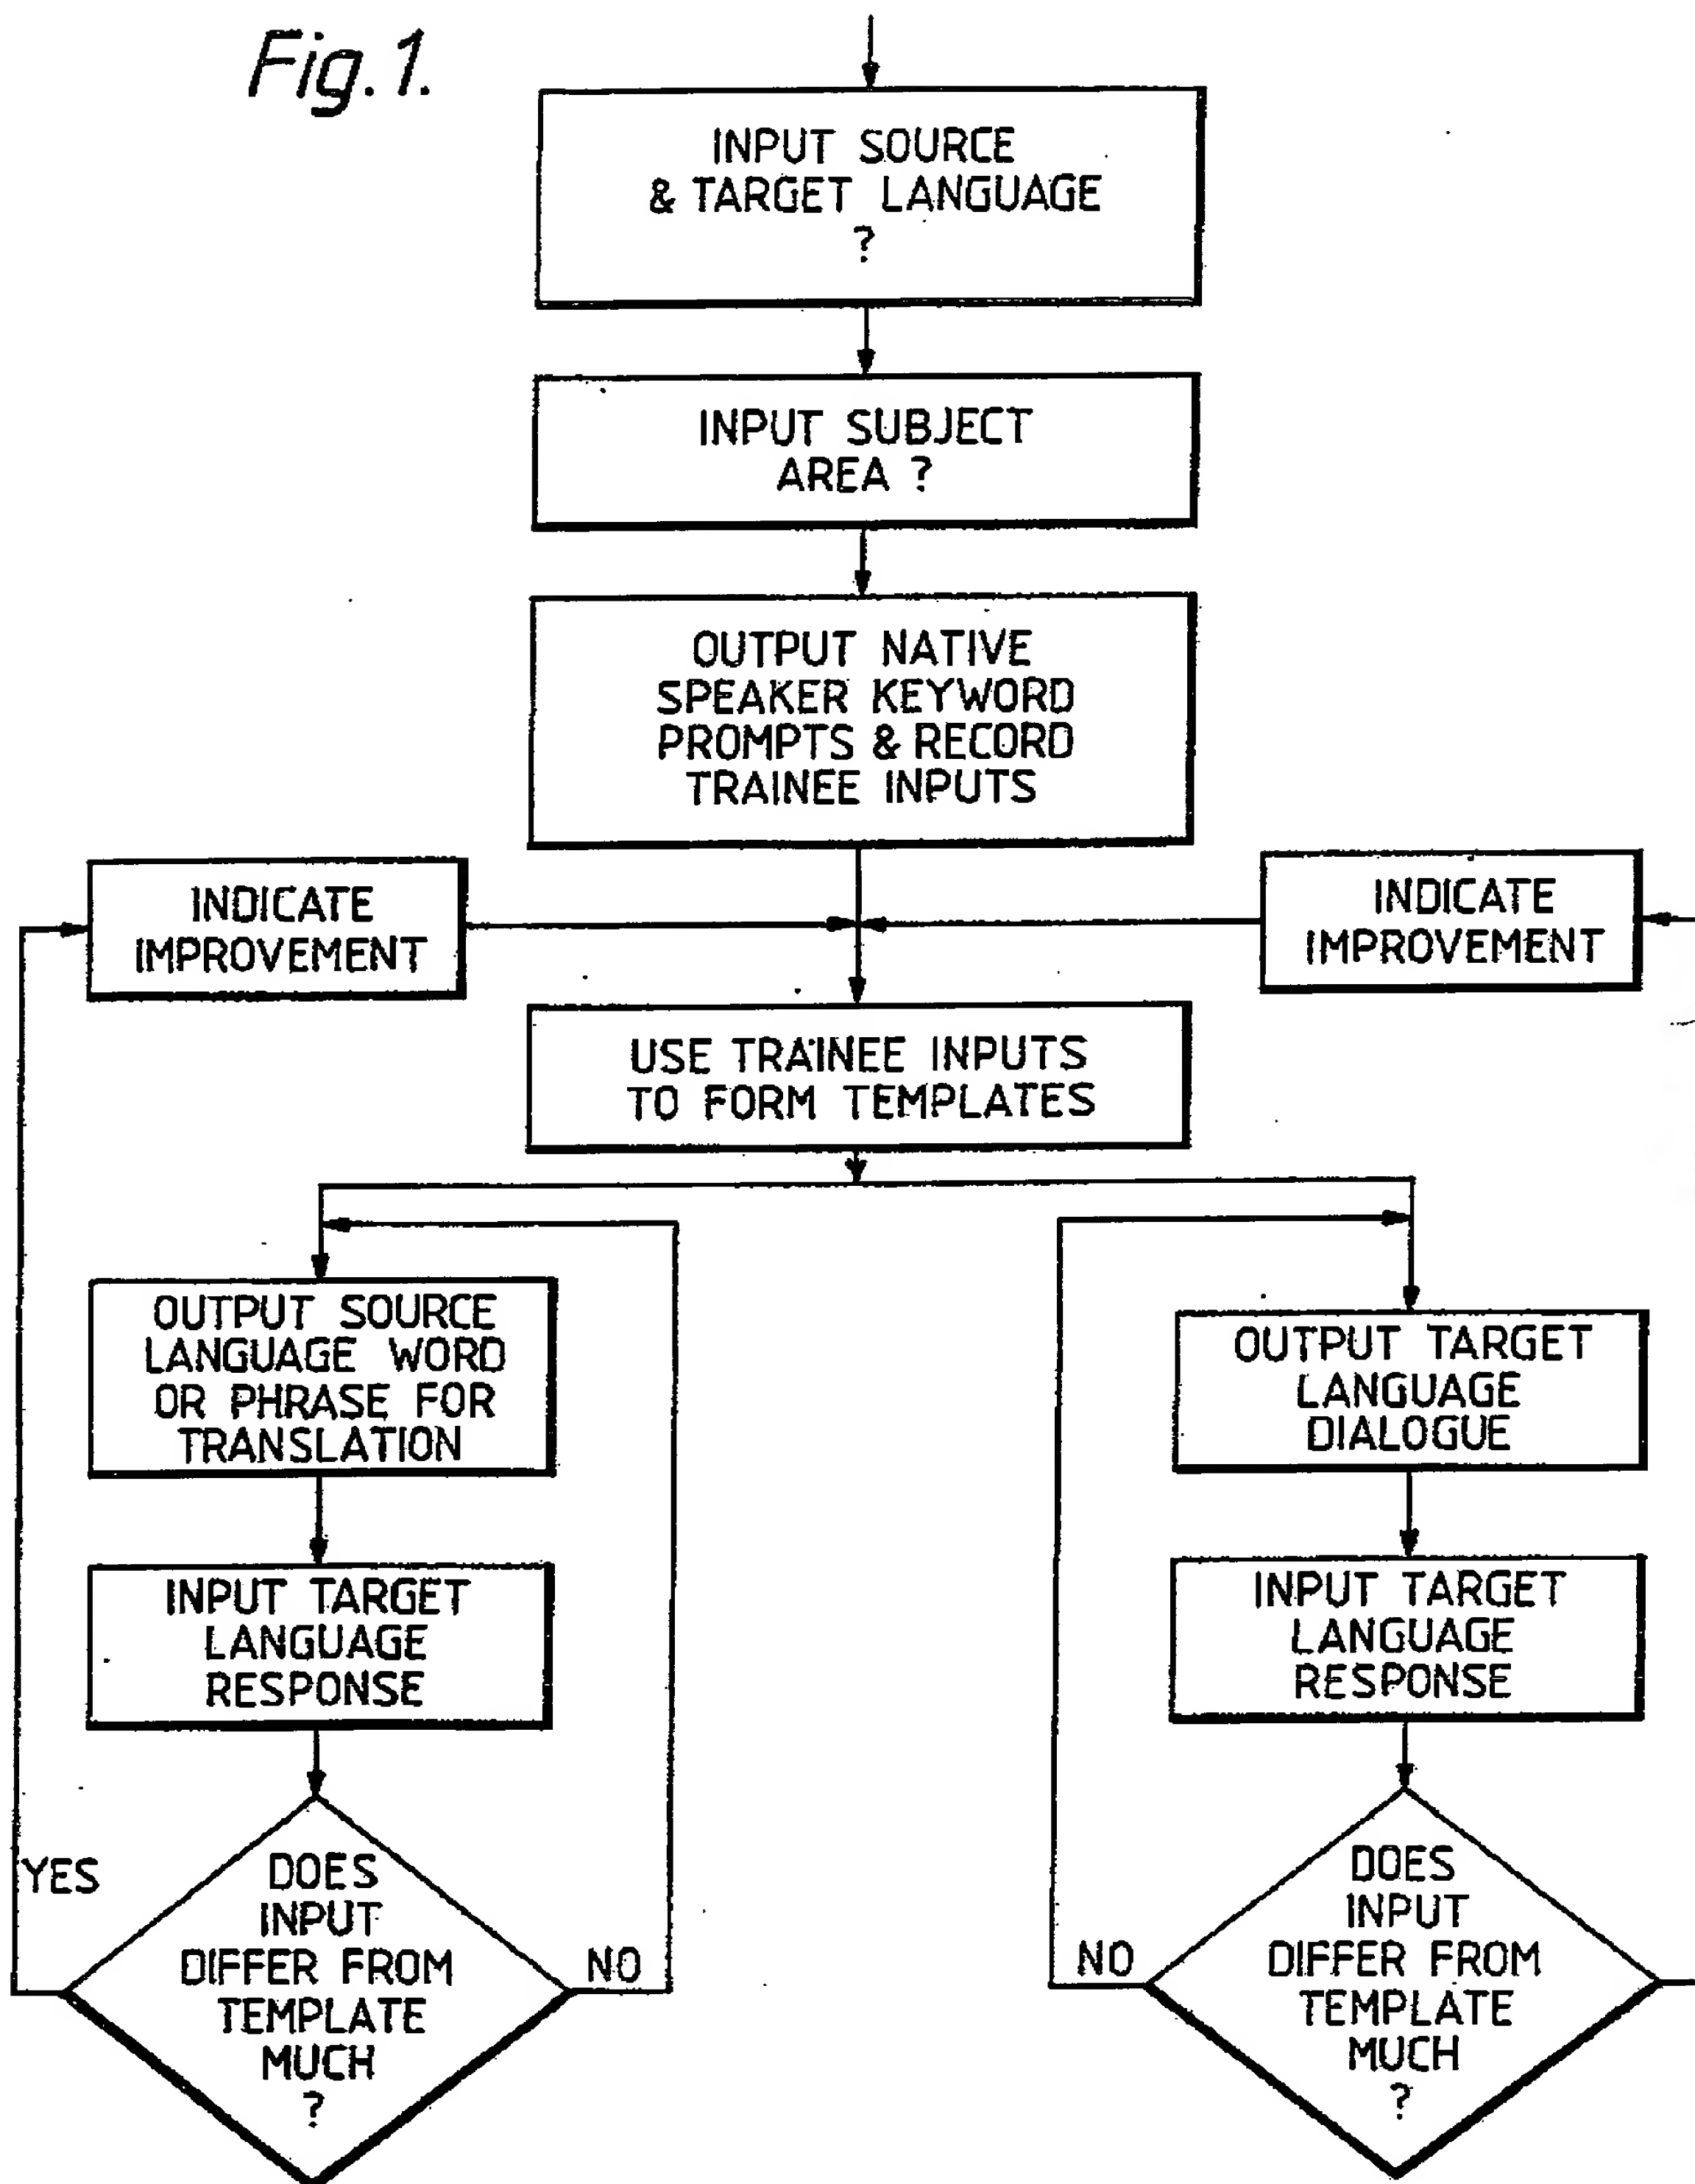 Fig.1.
INPUT SOURCE
& TARGET LANGUAGE
?
INPUT SUBJECT
AREA ?
OUTPUT NATIVE
SPEAKER KEYWORD
PROMPTS & RECORD
TRAINEE INPUTS
INDICATE
IMPROVEMENT
INDICATE
IMPROVEMENT
USE TRAINEE INPUTS
TO FORM TEMPLATES
OUTPUT SOURCE
LANGUAGE WORD
OR PHRASE FOR
TRANSLATION
INPUT TARGET
LANGUAGE
RESPONSE
YES
DOES
INPUT
DIFFER FROM
TEMPLATE
MUCH
?
NO
OUTPUT TARGET
LANGUAGE
DIALOGUE
INPUT TARGET
LANGUAGE
RESPONSE
NO
DOES
INPUT
DIFFER FROM
TEMPLATE
MUCH
?